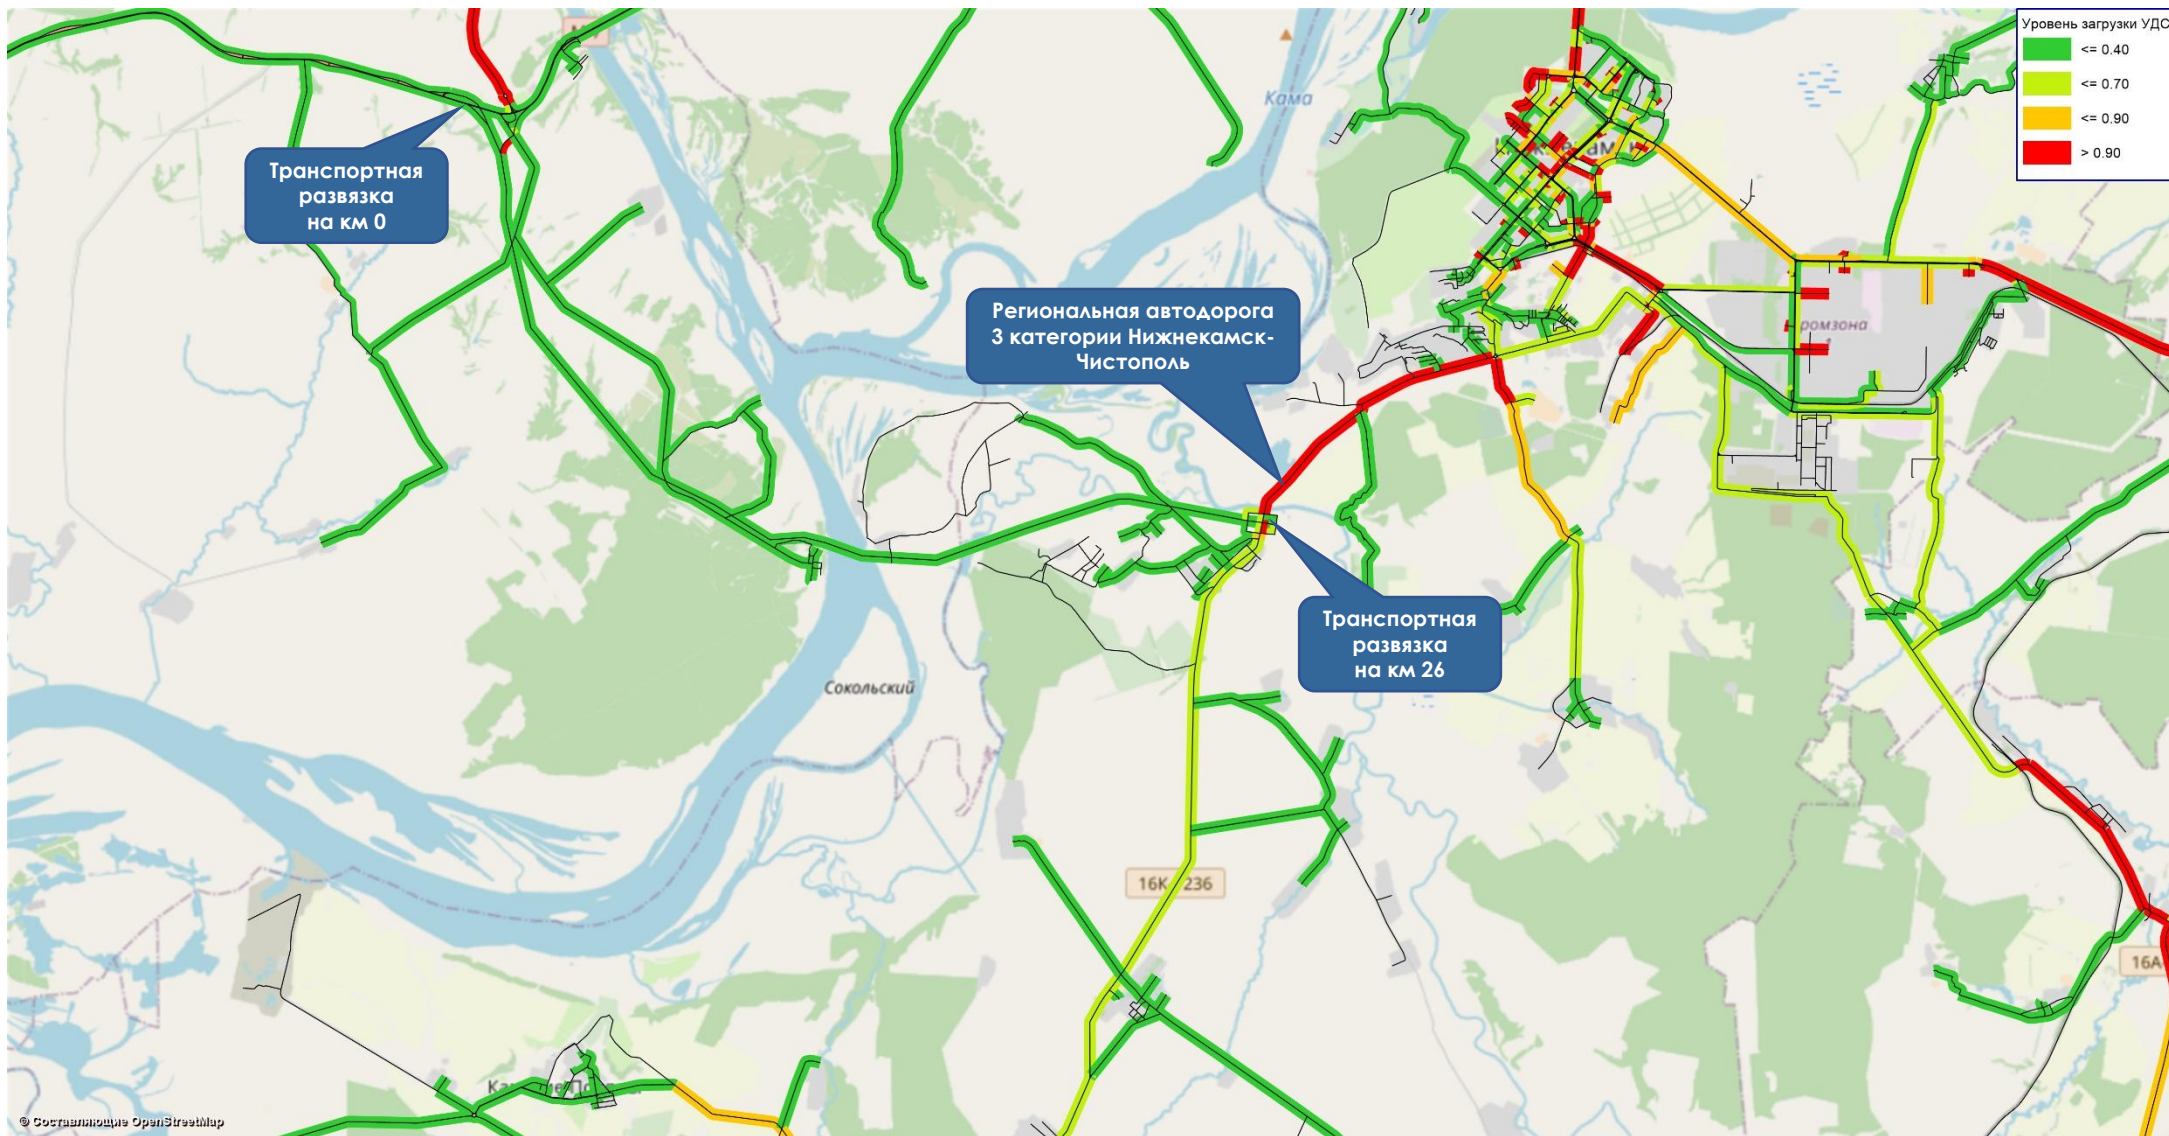 Уровень загрузки УДС
<= 0.40
<= 0.70
<= 0.90
> 0.90
Кама
Транспортная
развязка
на км 0
Региональная автодорога
3 категории Нижнекамск-
Чистополь
Транспортная
развязка
на км 26
Сокольский
16К
236
16А
© Составляющие OpenStreetMap